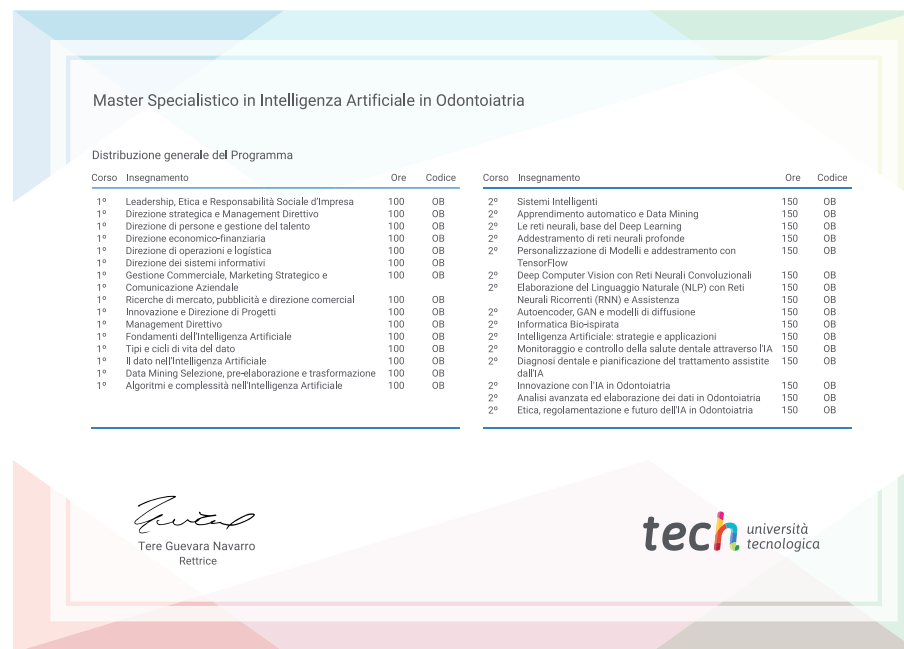 Master Specialistico in Intelligenza Artificiale in Odontoiatria
Distribuzione generale del Programma
Corso Insegnamento Ore Codice
1º Leadership, Etica e Responsabilità Sociale d'Impresa 100 OB
1º Direzione strategica e Management Direttivo 100 OB
1º Direzione di persone e gestione del talento 100 OB
1º Direzione economico-finanziaria 100 OB
1º Direzione di operazioni e logística 100 OB
1º Direzione dei sistemi informativi 100 OB
1º Gestione Commerciale, Marketing Strategico e 100 OB
1º Comunicazione Aziendale
1º Ricerche di mercato, pubblicità e direzione comercial 100 OB
1º Innovazione e Direzione di Progetti 100 OB
1º Management Direttivo 100 OB
1º Fondamenti dell'Intelligenza Artificiale 100 OB
1º Tipi e cicli di vita del dato 100 OB
1º Il dato nell'Intelligenza Artificiale 100 OB
1º Data Mining Selezione, pre-elaborazione e trasformazione 100 OB
1º Algoritmi e complessità nell'Intelligenza Artificiale 100 OB
Corso Insegnamento Ore Codice
2º Sistemi Intelligenti 150 OB
2º Apprendimento automatico e Data Mining 150 OB
2º Le reti neurali, base del Deep Learning 150 OB
2º Addestramento di reti neurali profonde 150 OB
2º Personalizzazione di Modelli e addestramento con 150 OB
TensorFlow
2º Deep Computer Vision con Reti Neurali Convoluzionali 150 OB
2º Elaborazione del Linguaggio Naturale (NLP) con Reti 150 OB
Neurali Ricorrenti (RNN) e Assistenza 150 OB
2º Autoencoder, GAN e modelli di diffusione 150 OB
2º Informatica Bio-ispirata 150 OB
2º Intelligenza Artificiale: strategie e applicazioni 150 OB
2º Monitoraggio e controllo della salute dentale attraverso l'IA 150 OB
2º Diagnosi dentale e pianificazione del trattamento assistite 150 OB
dall'IA
2º Innovazione con l'IA in Odontoiatria 150 OB
2º Analisi avanzata ed elaborazione dei dati in Odontoiatria 150 OB
2º Etica, regolamentazione e futuro dell'IA in Odontoiatria 150 OB
Tere Guevara Navarro
Rettrice
tech università
tecnologica